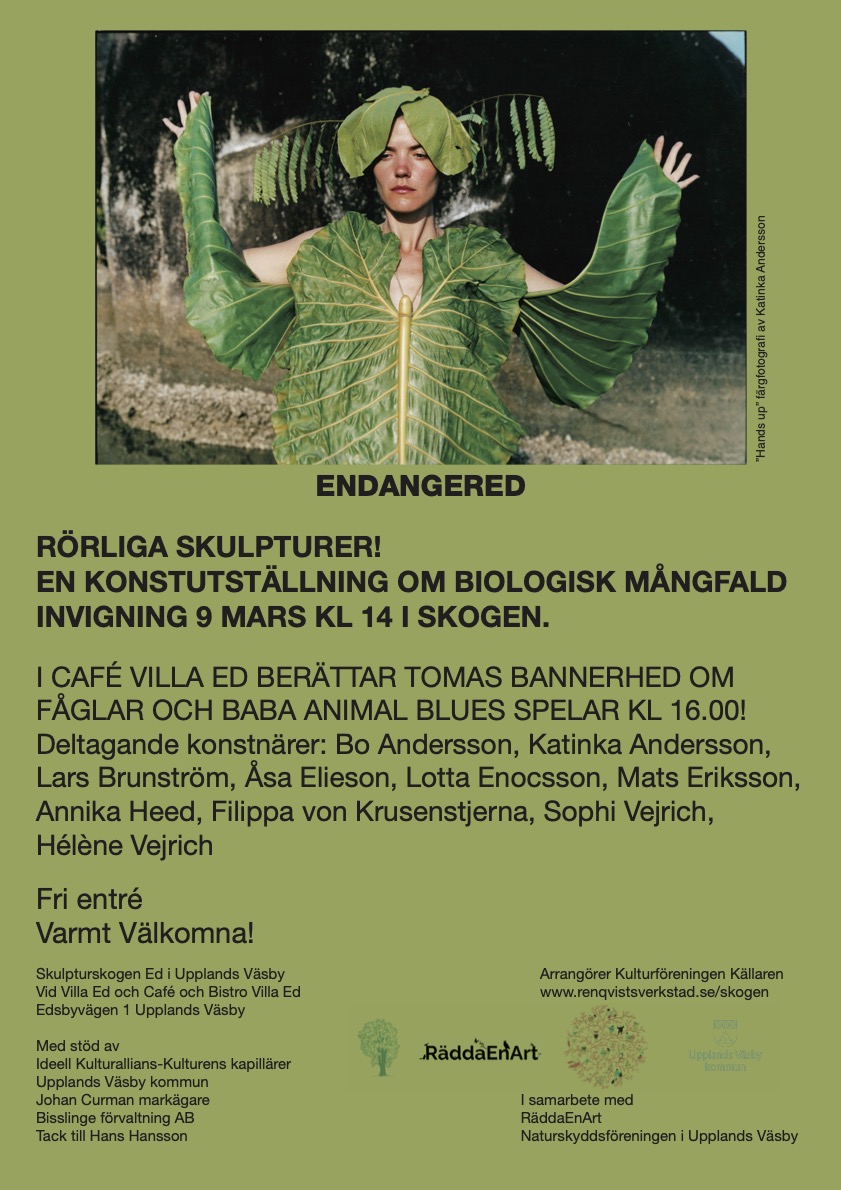 "Hands up" färgfotografi av Katinka Andersson
ENDANGERED
RÖRLIGA SKULPTURER!
EN KONSTUTSTÄLLNING OM BIOLOGISK MÅNGFALD
INVIGNING 9 MARS KL 14 I SKOGEN.
I CAFÉ VILLA ED BERÄTTAR TOMAS BANNERHED OM
FÅGLAR OCH BABA ANIMAL BLUES SPELAR KL 16.00!
Deltagande konstnärer: Bo Andersson, Katinka Andersson,
Lars Brunström, Åsa Elieson, Lotta Enocsson, Mats Eriksson,
Annika Heed, Filippa von Krusenstjerna, Sophi Vejrich,
Hélène Vejrich
Fri entré
Varmt Välkomna!
Skulpturskogen Ed i Upplands Väsby
Vid Villa Ed och Café och Bistro Villa Ed
Edsbyvägen 1 Upplands Väsby
Med stöd av
Ideell Kulturallians-Kulturens kapillärer
Upplands Väsby kommun
Johan Curman markägare
Bisslinge förvaltning AB
Tack till Hans Hansson
Arrangörer Kulturföreningen Källaren
www.renqvistsverkstad.se/skogen
RäddaEnArt
Upplands Väsby
kommun
I samarbete med
RäddaEnArt
Naturskyddsföreningen i Upplands Väsby